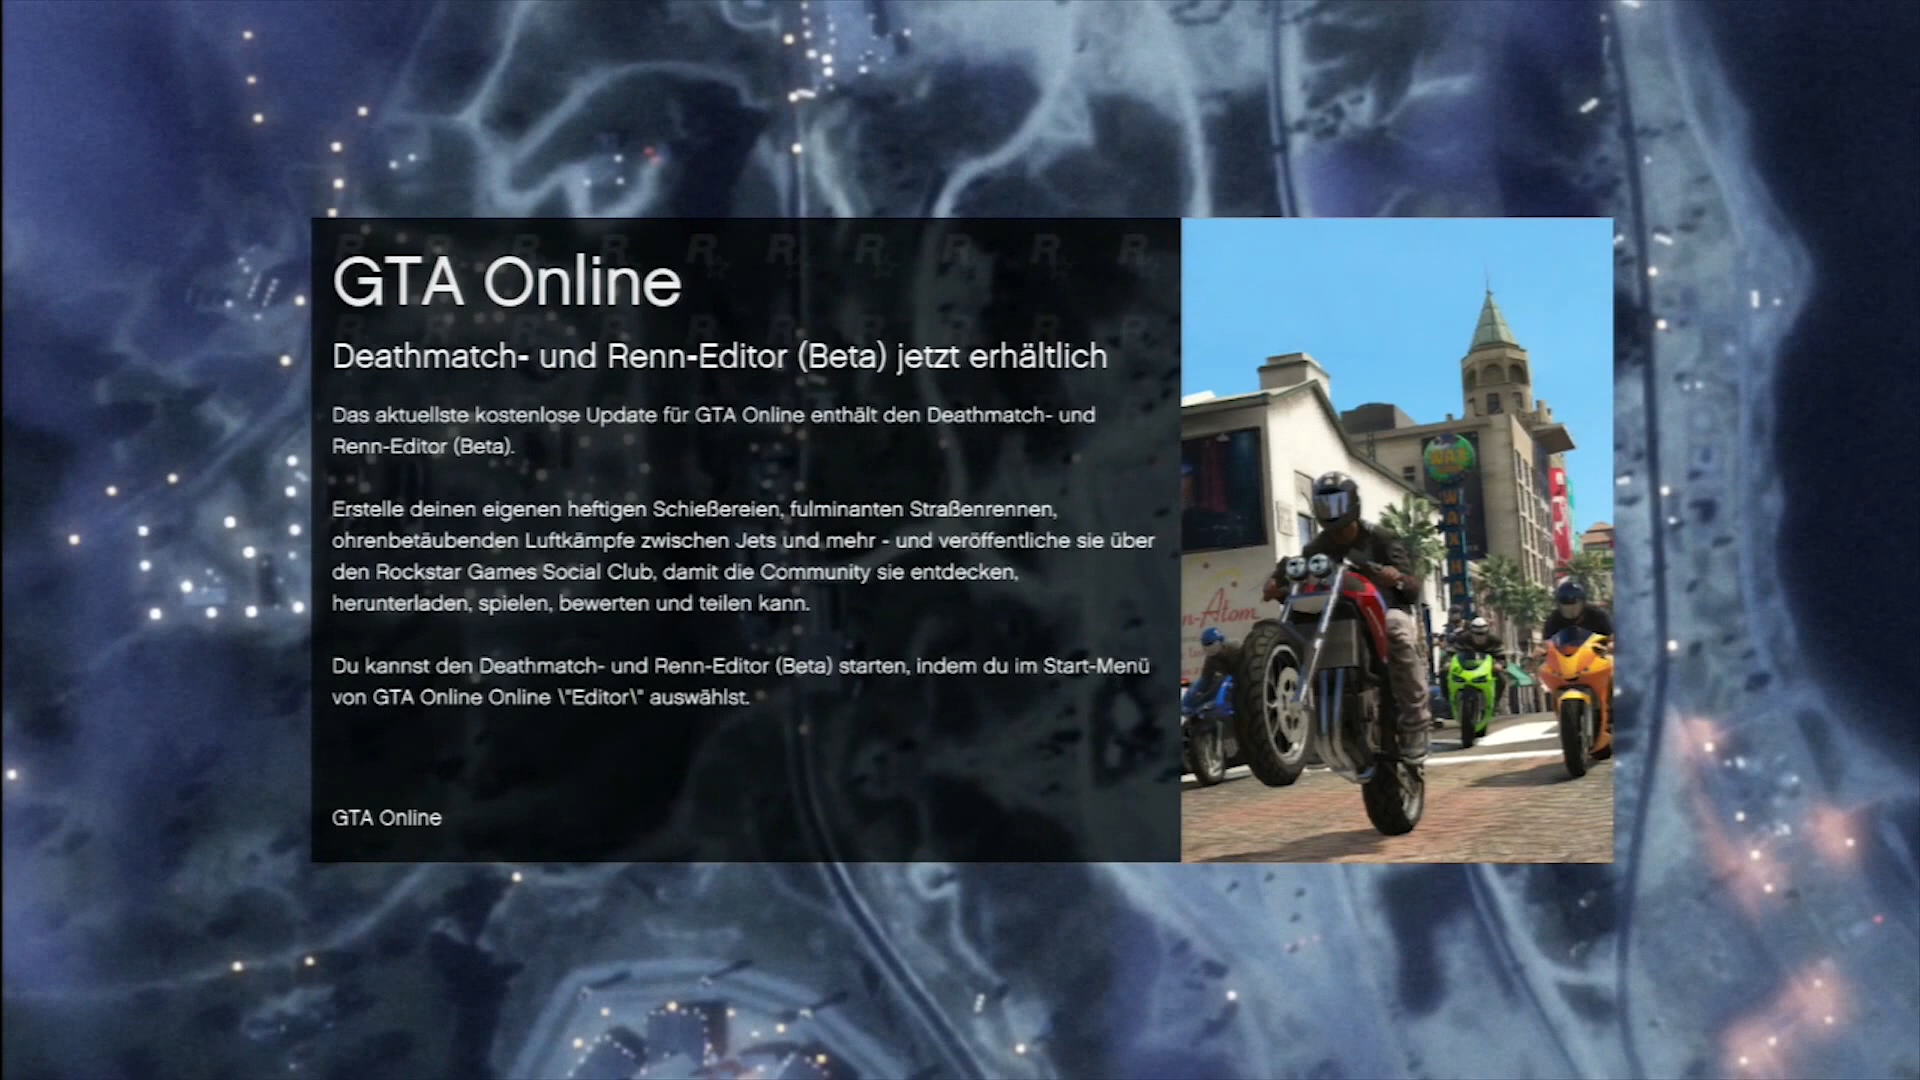 GTA Online
Deathmatch- und Renn-Editor (Beta) jetzt erhältlich
Das aktuellste kostenlose Update für GTA Online enthält den Deathmatch- und
Renn-Editor (Beta).
Erstelle deinen eigenen heftigen Schießereien, fulminanten Straßenrennen,
ohrenbetäubenden Luftkämpfe zwischen Jets und mehr - und veröffentliche sie über
den Rockstar Games Social Club, damit die Community sie entdecken,
herunterladen, spielen, bewerten und teilen kann.
Du kannst den Deathmatch- und Renn-Editor (Beta) starten, indem du im Start-Menü
von GTA Online Online \"Editor\" auswählst.
GTA Online
WAX
n-Atom